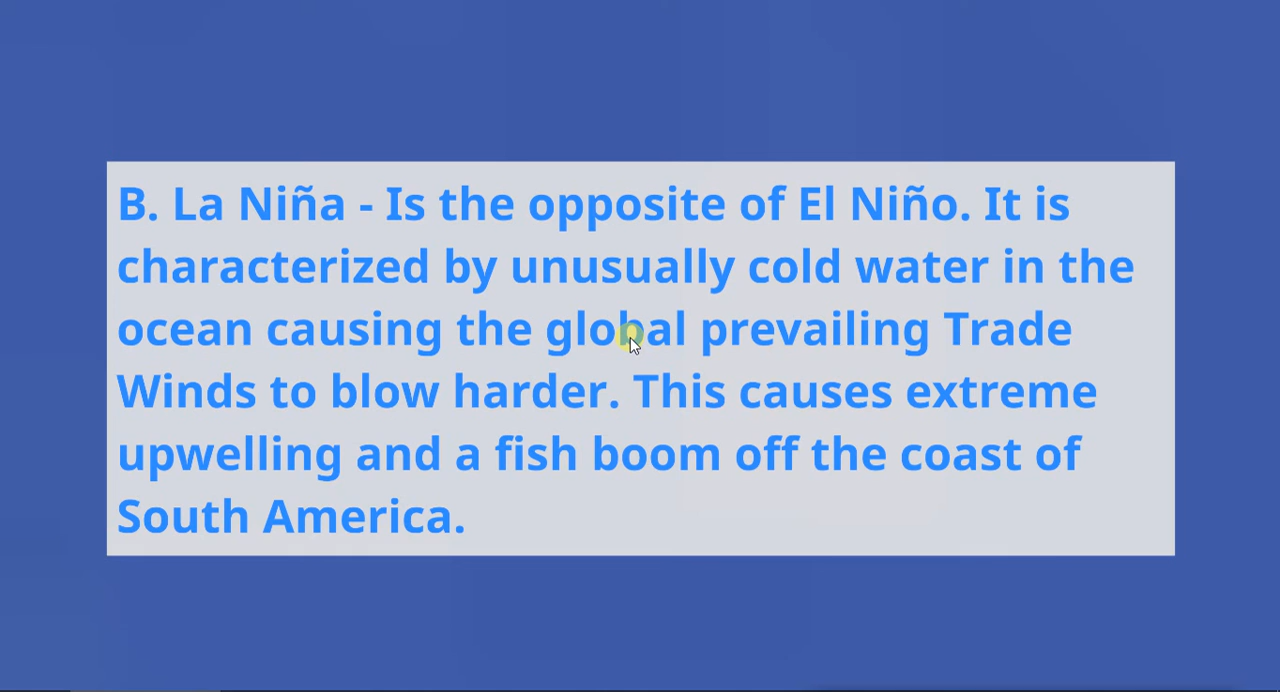 B. La Niña - Is the opposite of El Niño. It is
characterized by unusually cold water in the
ocean causing the global prevailing Trade
Winds to blow harder. This causes extreme
upwelling and a fish boom off the coast of
South America.